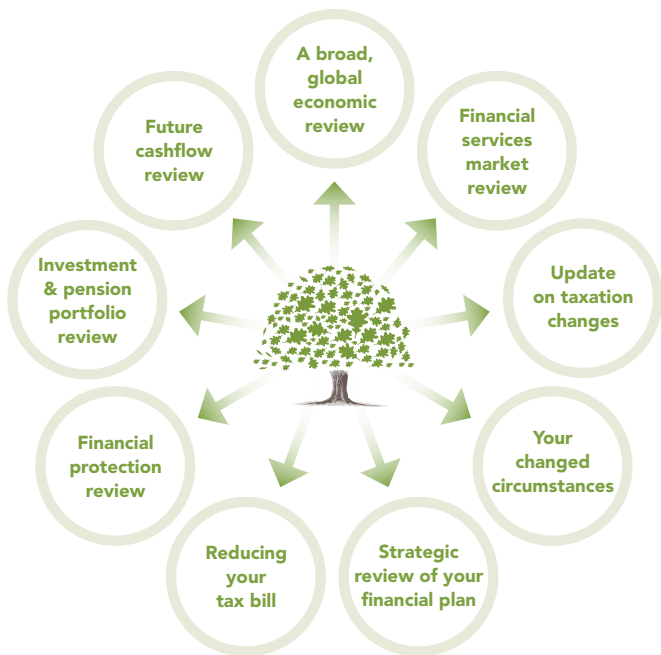 A broad,
global
economic
review
Financial
services
market
review
Update
on taxation
changes
Your
changed
circumstances
Strategic
review of your
financial plan
Reducing
your
tax bill
Financial
protection
review
Investment
& pension
portfolio
review
Future
cashflow
review